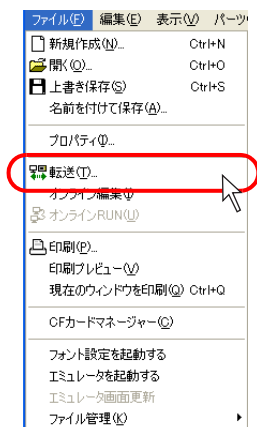 ファイル(F) 編集(E) 表示(V) パーツ
新規作成(N)... Ctrl+N
開く(O)... Ctrl+O
上書き保存(S) Ctrl+S
名前を付けて保存(A)...
プロパティ(I)...
転送(T)...
オンライン編集(I)
オンラインRUN(U)
印刷(P)...
印刷プレビュー(V)
現在のウィンドウを印刷(Q) Ctrl+Q
CFカードマネージャー(C)
フォント設定を起動する
エミュレータを起動する
エミュレータ画面更新
ファイル管理(K)